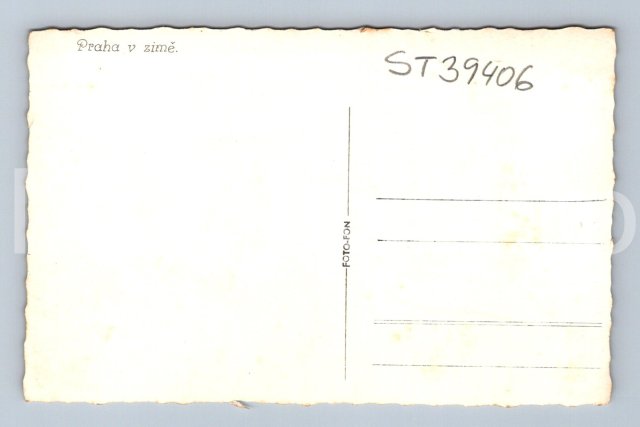 Praha v zimě.
ST39406
FOTO-FON